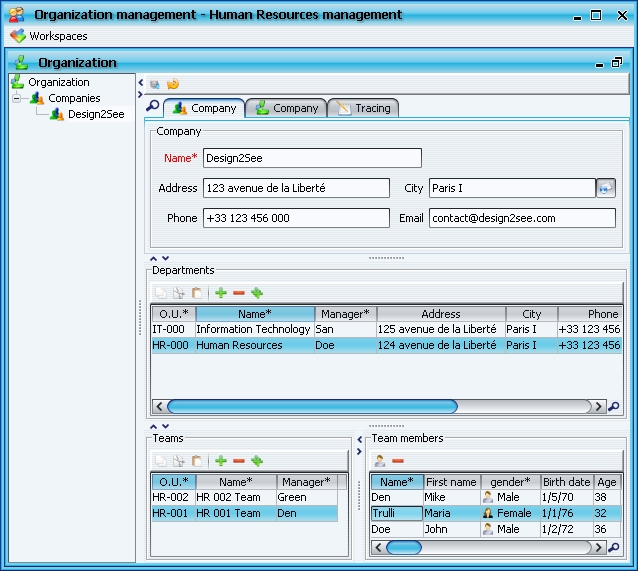 Organization management - Human Resources management
Workspaces
Organization
Organization
Companies
Design2See
Company Company Tracing
Company
Name* Design2See
Address 123 avenue de la Liberté City Paris I
Phone +33 123 456 000 Email contact@design2see.com
Departments
O.U.* Name* Manager* Address City Phone
IT-000 Information Technology San 125 avenue de la Liberté Paris I +33 123 456
HR-000 Human Resources Doe 124 avenue de la Liberté Paris I +33 123 456
Teams
O.U.* Name* Manager*
HR-002 HR 002 Team Green
HR-001 HR 001 Team Den
Team members
Name* First name gender* Birth date Age
Den Mike Male 1/5/70 38
Trulli Maria Female 1/1/76 32
Doe John Male 1/2/72 36